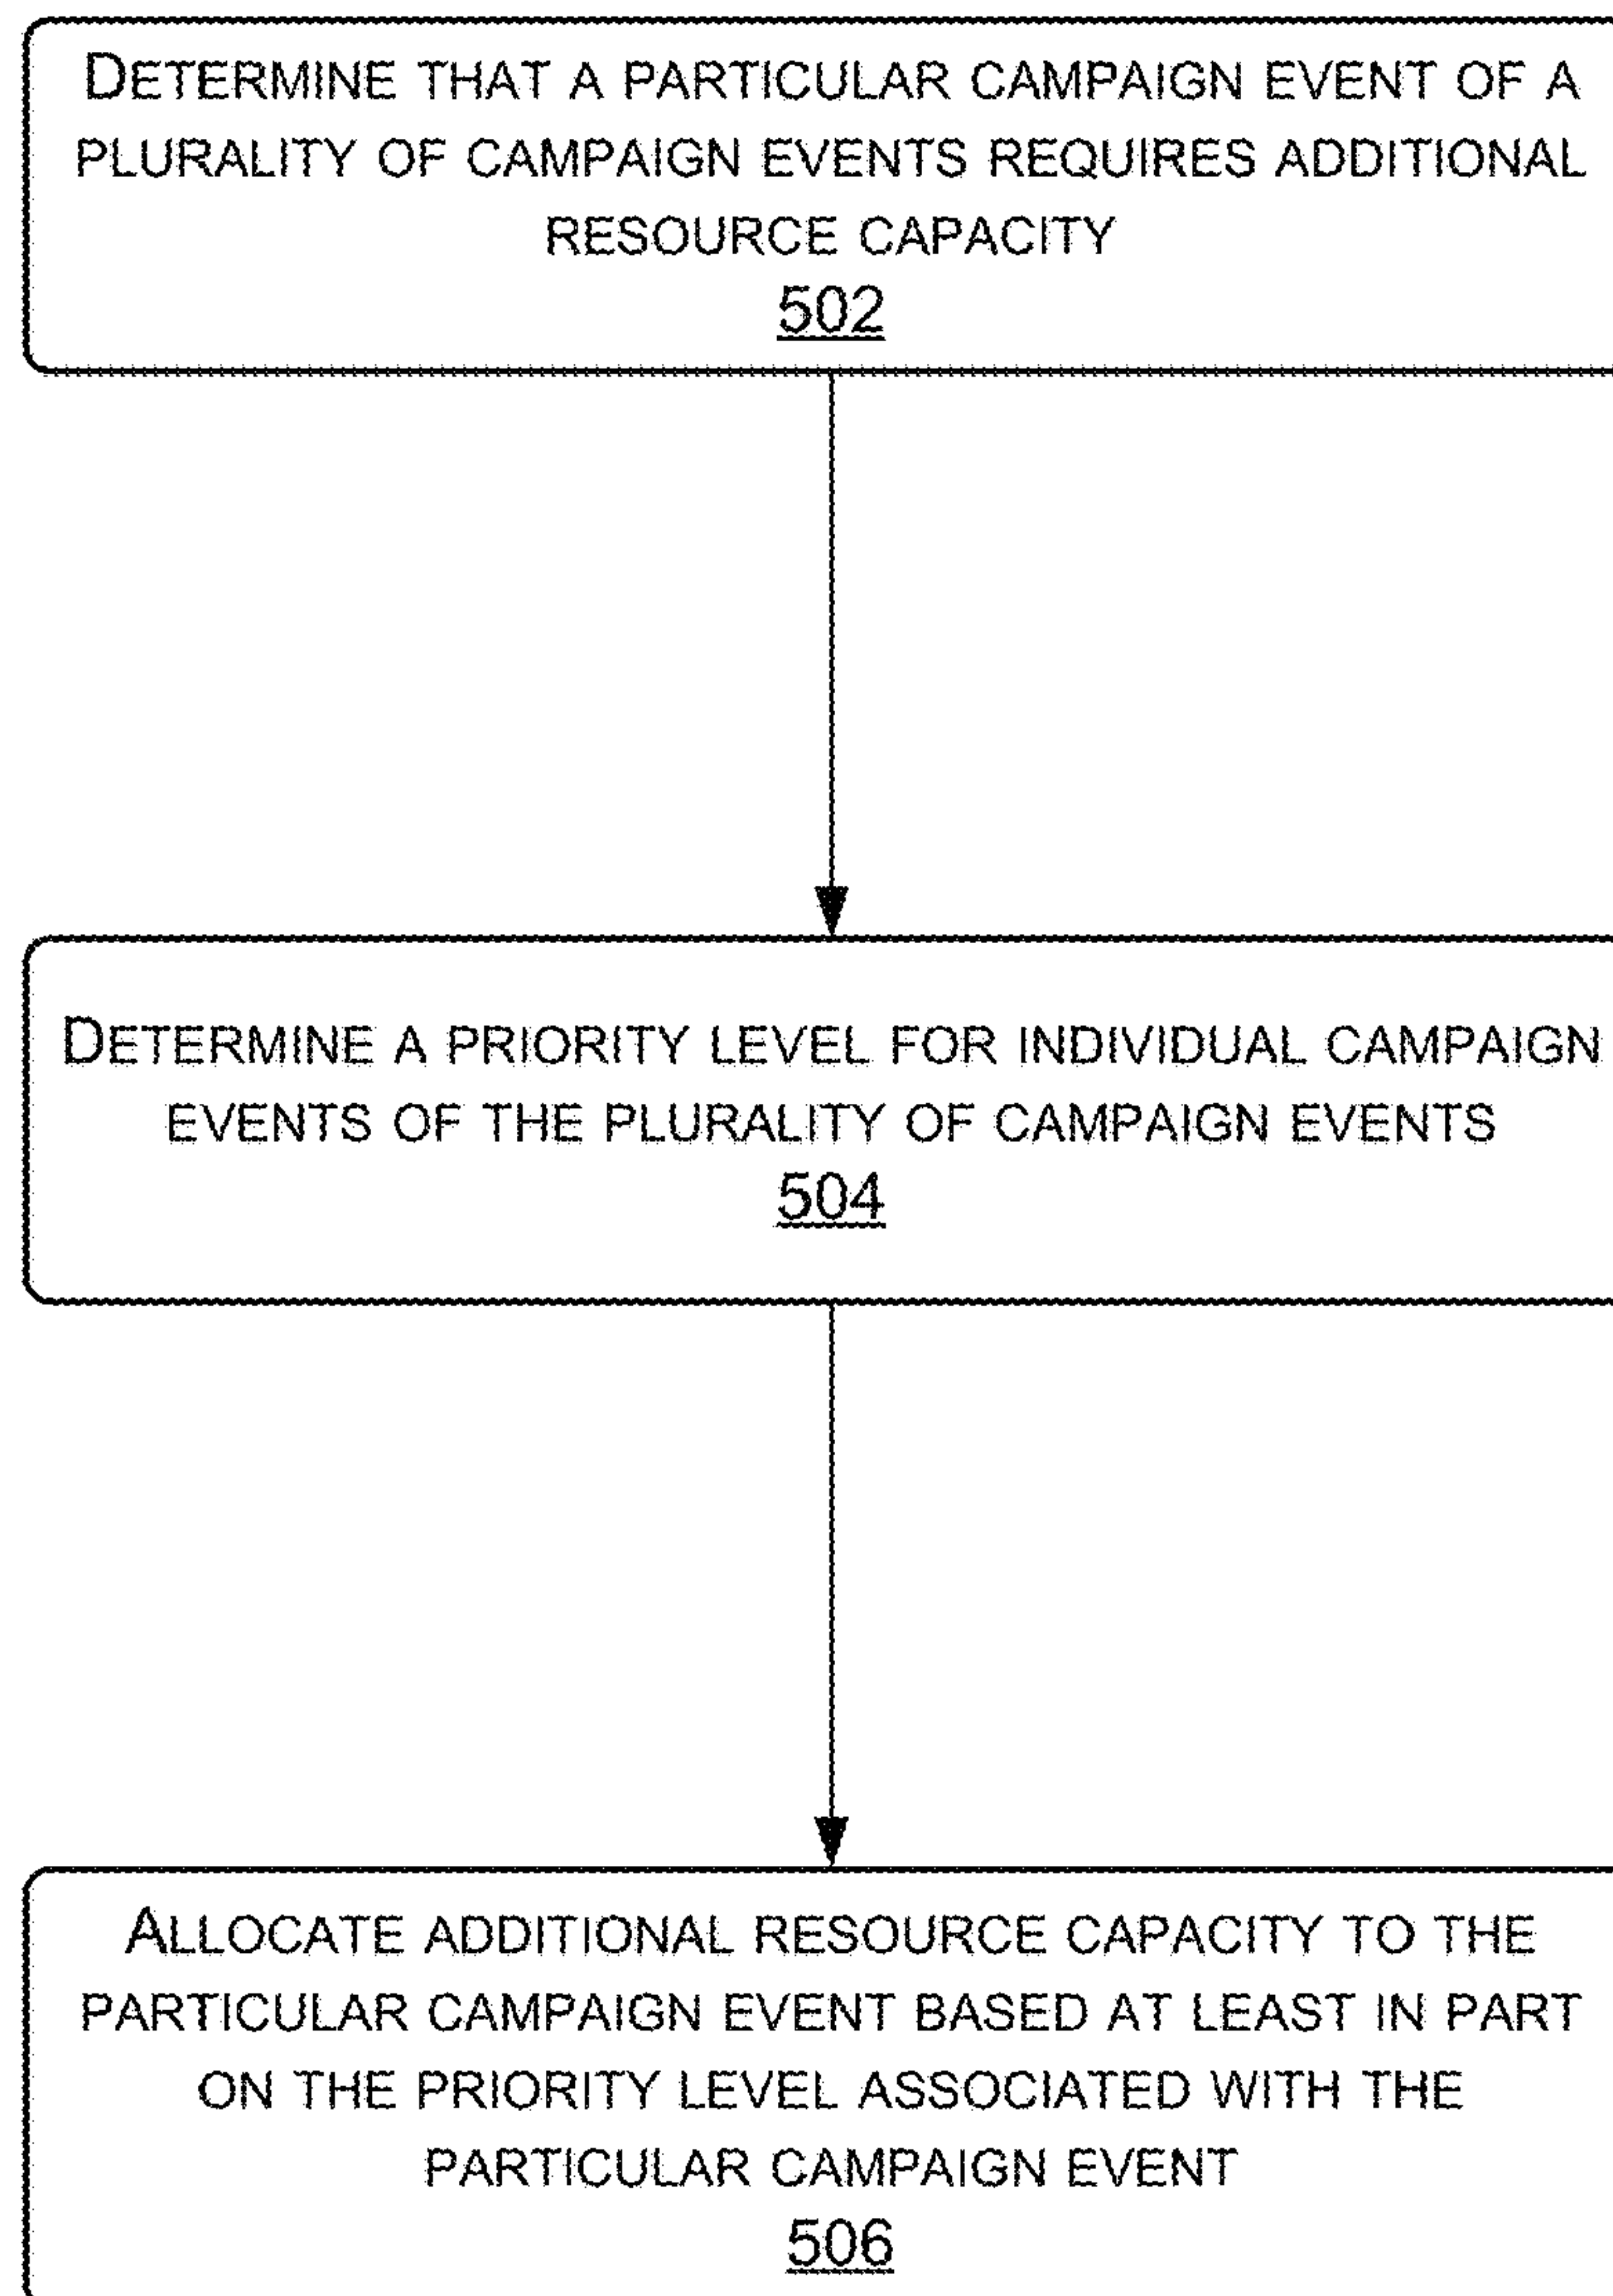 DETERMINE THAT A PARTICULAR CAMPAIGN EVENT OF A
PLURALITY OF CAMPAIGN EVENTS REQUIRES ADDITIONAL
RESOURCE CAPACITY
502
DETERMINE A PRIORITY LEVEL FOR INDIVIDUAL CAMPAIGN
EVENTS OF THE PLURALITY OF CAMPAIGN EVENTS
504
ALLOCATE ADDITIONAL RESOURCE CAPACITY TO THE
PARTICULAR CAMPAIGN EVENT BASED AT LEAST IN PART
ON THE PRIORITY LEVEL ASSOCIATED WITH THE
PARTICULAR CAMPAIGN EVENT
506